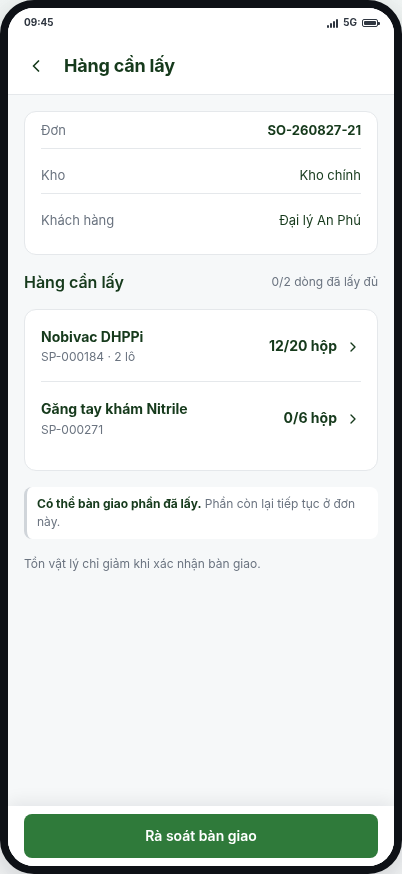 09:45
5G
Hàng cần lấy
Đơn SO-260827-21
Kho Kho chính
Khách hàng Đại lý An Phú
Hàng cần lấy 0/2 dòng đã lấy đủ
Nobivac DHPPi
12/20 hộp
SP-000184 · 2 lô
Găng tay khám Nitrile
0/6 hộp
SP-000271
Có thể bàn giao phần đã lấy. Phần còn lại tiếp tục ở đơn
này.
Tồn vật lý chỉ giảm khi xác nhận bàn giao.
Rà soát bàn giao